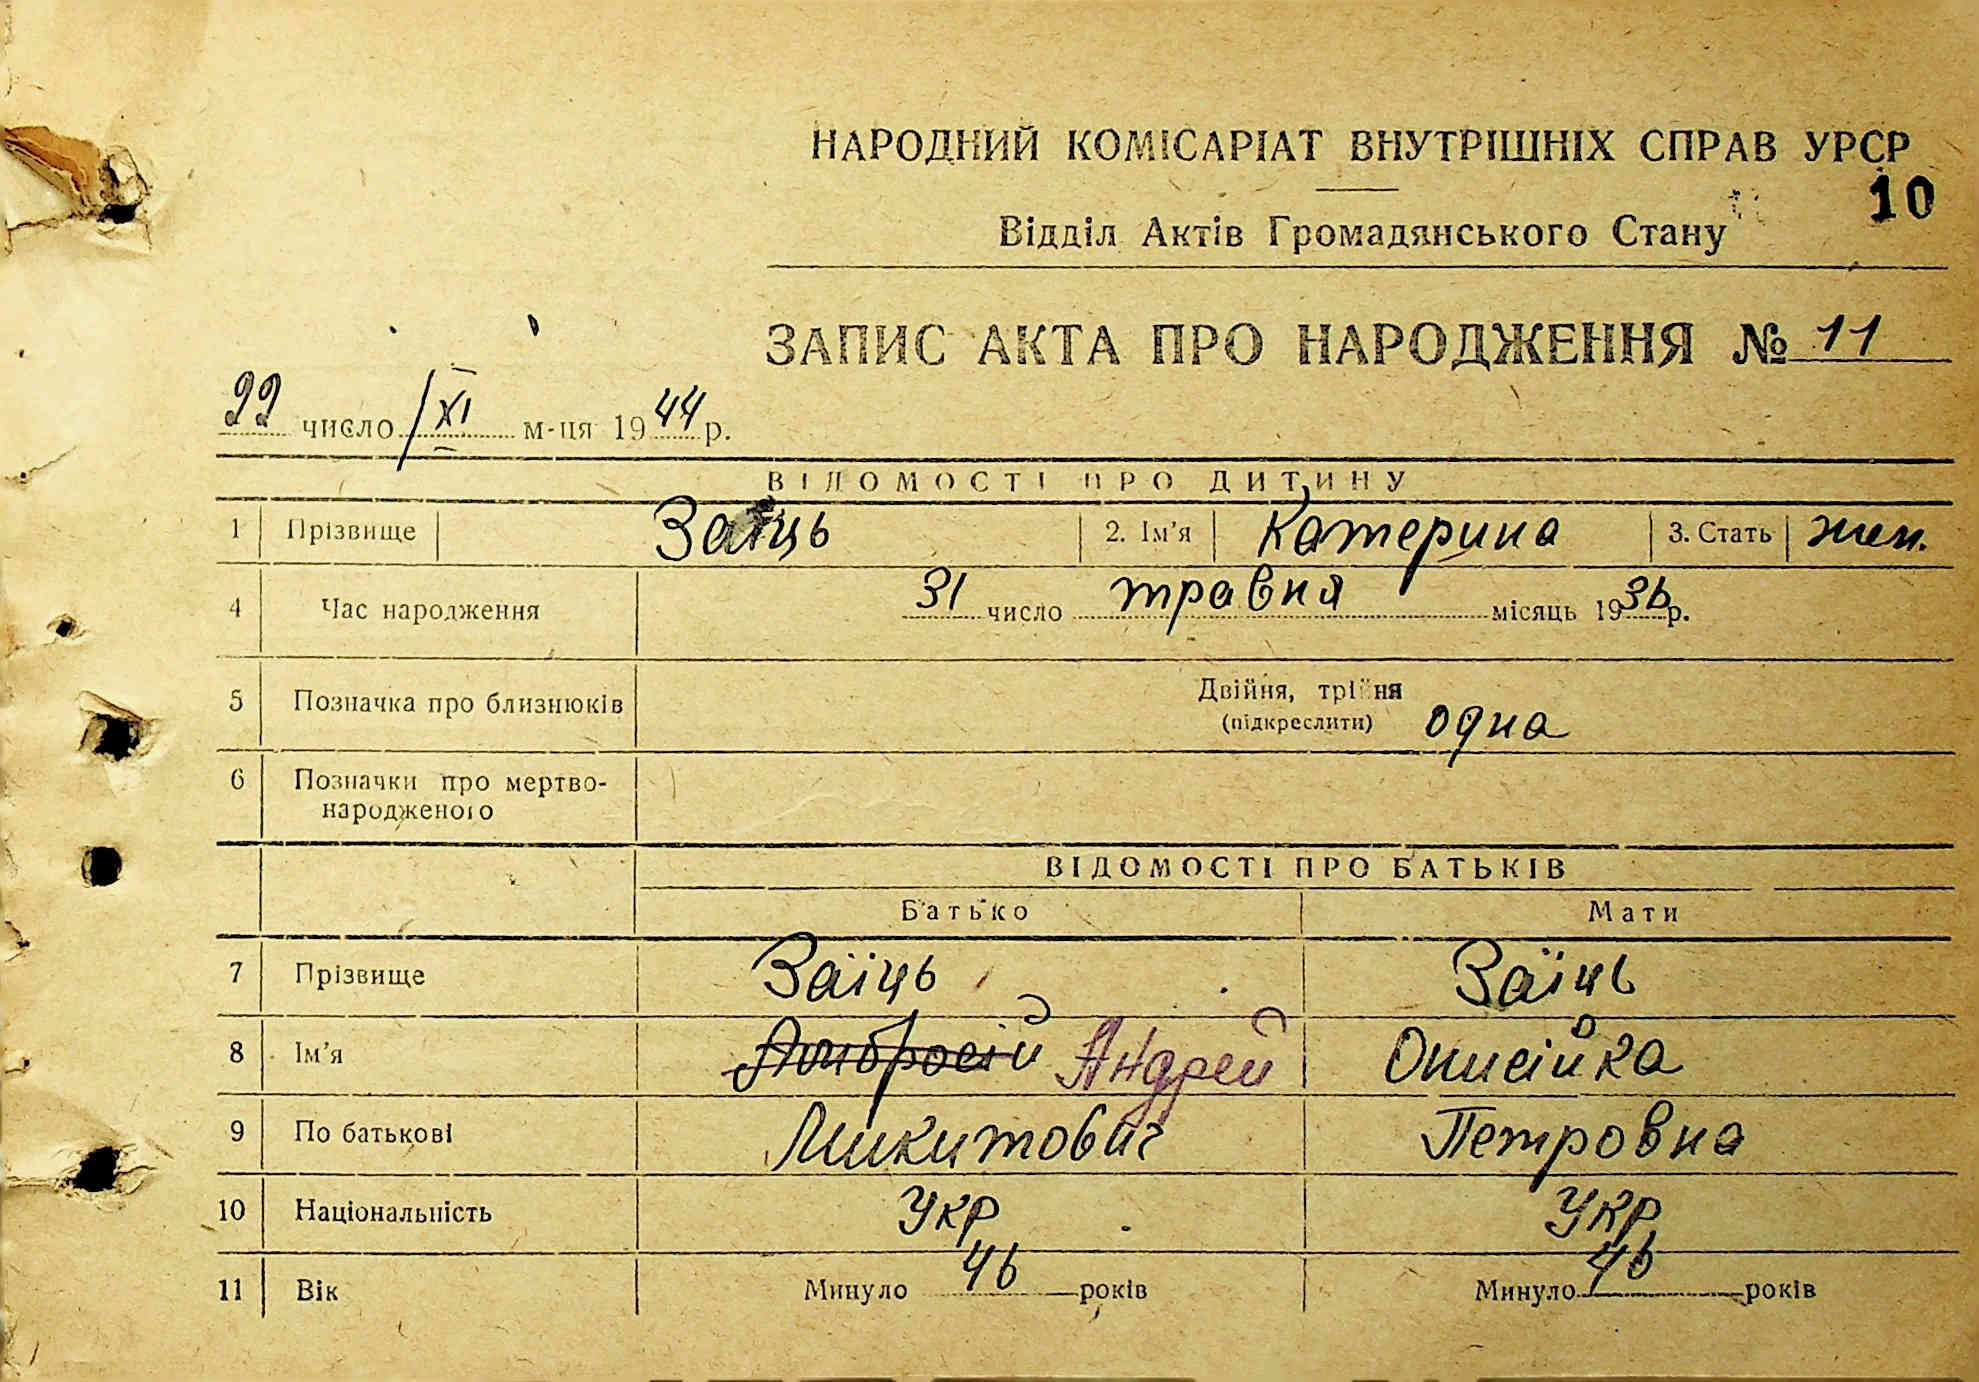 НАРОДНИЙ КОМІСАРІАТ ВНУТРІШНІХ СПРАВ УРСР
10
Відділ Актів Громадянського Стану
ЗАПИС АКТА ПРО НАРОДЖЕННЯ № 11
22 число XI м-ця 1944 р.
ВІДОМОСТІ ПРО ДИТИНУ
1 Прізвище Заїць 2. Ім'я Катерина 3. Стать жен.
4 Час народження 31 число травня місяць 1936 р.
5 Позначка про близнюків Двійня, трійня
(підкреслити) одна
6 Позначки про мертво-
народженого
ВІДОМОСТІ ПРО БАТЬКІВ
Батько Мати
7 Прізвище Заїць Заїць
8 Ім'я Амбросій Андрей Онисійка
9 По батькові Микитович Петровна
10 Національність Укр Укр
11 Вік Минуло 46 років Минуло 46 років